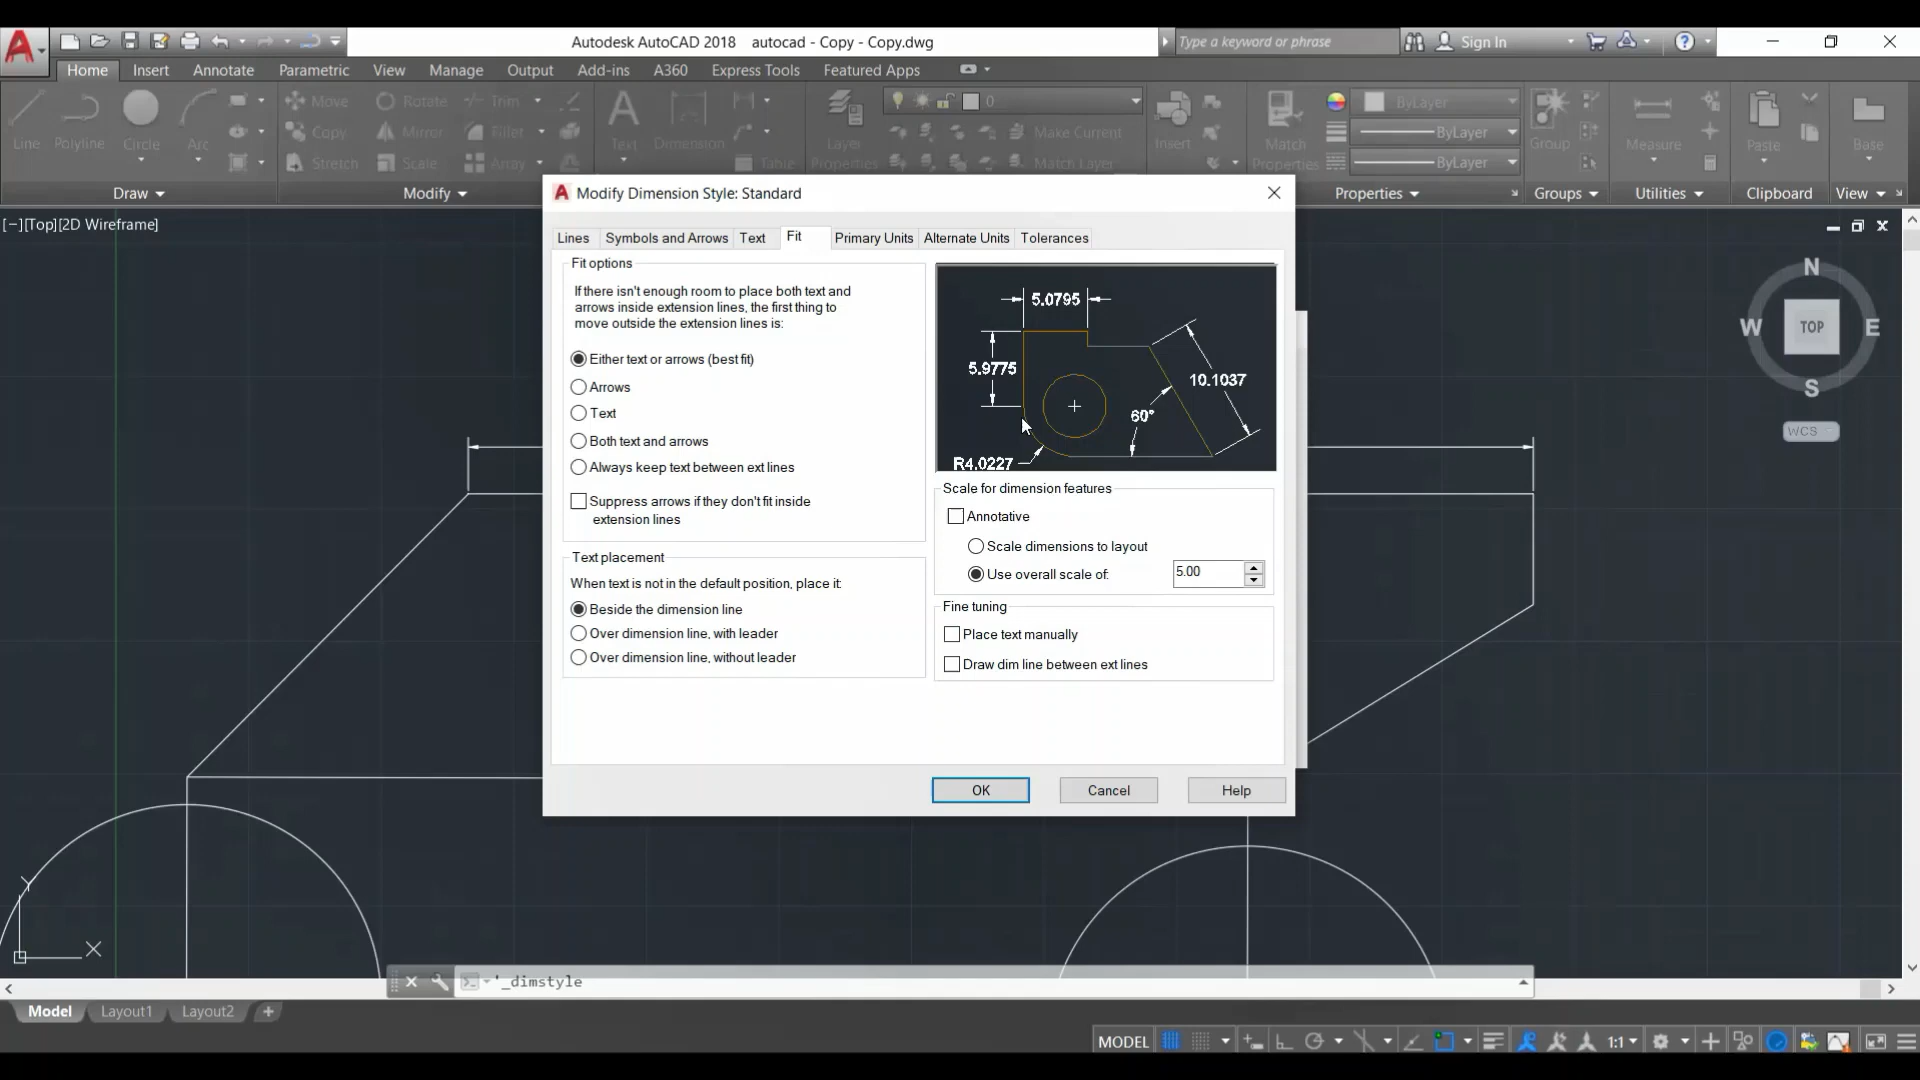 Autodesk AutoCAD 2018 autocad - Copy - Copy.dwg
Type a keyword or phrase
Sign In
Home Insert Annotate Parametric View Manage Output Add-ins A360 Express Tools Featured Apps
Line Polyline Circle Arc
Move Rotate Trim
Copy Mirror Fillet
Stretch Scale Array
Text Dimension Table
Layer Properties
0
Make Current
Match Layer
Insert
Match Properties
ByLayer
ByLayer
ByLayer
Group
Measure
Paste
Base
Draw Modify Properties Groups Utilities Clipboard View
[−][Top][2D Wireframe]
Modify Dimension Style: Standard
Lines Symbols and Arrows Text Fit Primary Units Alternate Units Tolerances
Fit options
If there isn't enough room to place both text and
arrows inside extension lines, the first thing to
move outside the extension lines is:
Either text or arrows (best fit)
Arrows
Text
Both text and arrows
Always keep text between ext lines
Suppress arrows if they don't fit inside
extension lines
Text placement
When text is not in the default position, place it:
Beside the dimension line
Over dimension line, with leader
Over dimension line, without leader
5.0795
5.9775
10.1037
60°
R4.0227
Scale for dimension features
Annotative
Scale dimensions to layout
Use overall scale of: 5.00
Fine tuning
Place text manually
Draw dim line between ext lines
OK Cancel Help
N
W TOP E
S
WCS
Y
X
'_dimstyle
Model Layout1 Layout2 +
MODEL 1:1